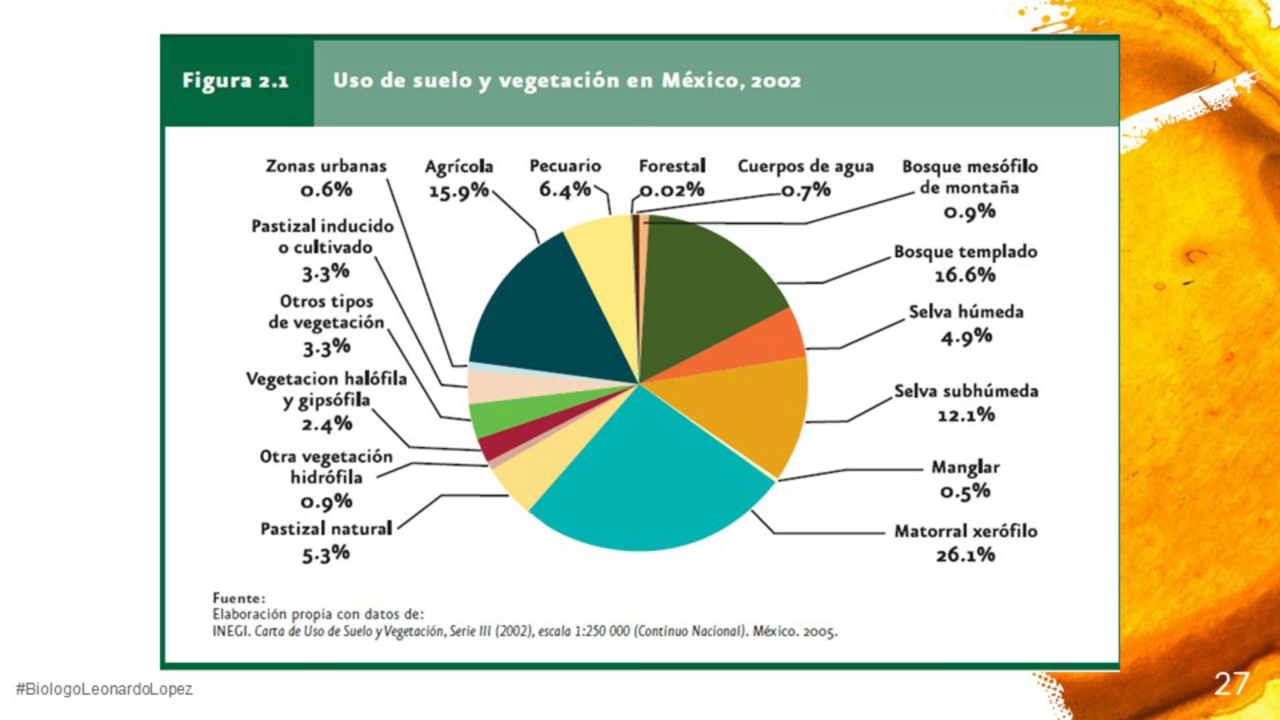 Figura 2.1
Uso de suelo y vegetación en México, 2002
Zonas urbanas
0.6%
Agrícola
15.9%
Pecuario
6.4%
Forestal
0.02%
Cuerpos de agua
0.7%
Bosque mesófilo
de montaña
0.9%
Bosque templado
16.6%
Selva húmeda
4.9%
Selva subhúmeda
12.1%
Manglar
0.5%
Matorral xerófilo
26.1%
Pastizal inducido
o cultivado
3.3%
Otros tipos
de vegetación
3.3%
Vegetacion halófila
y gipsófila
2.4%
Otra vegetación
hidrófila
0.9%
Pastizal natural
5.3%
Fuente:
Elaboración propia con datos de:
INEGI. Carta de Uso de Suelo y Vegetación, Serie III (2002), escala 1:250 000 (Continuo Nacional). México. 2005.
#BiologoLeonardoLopez
27